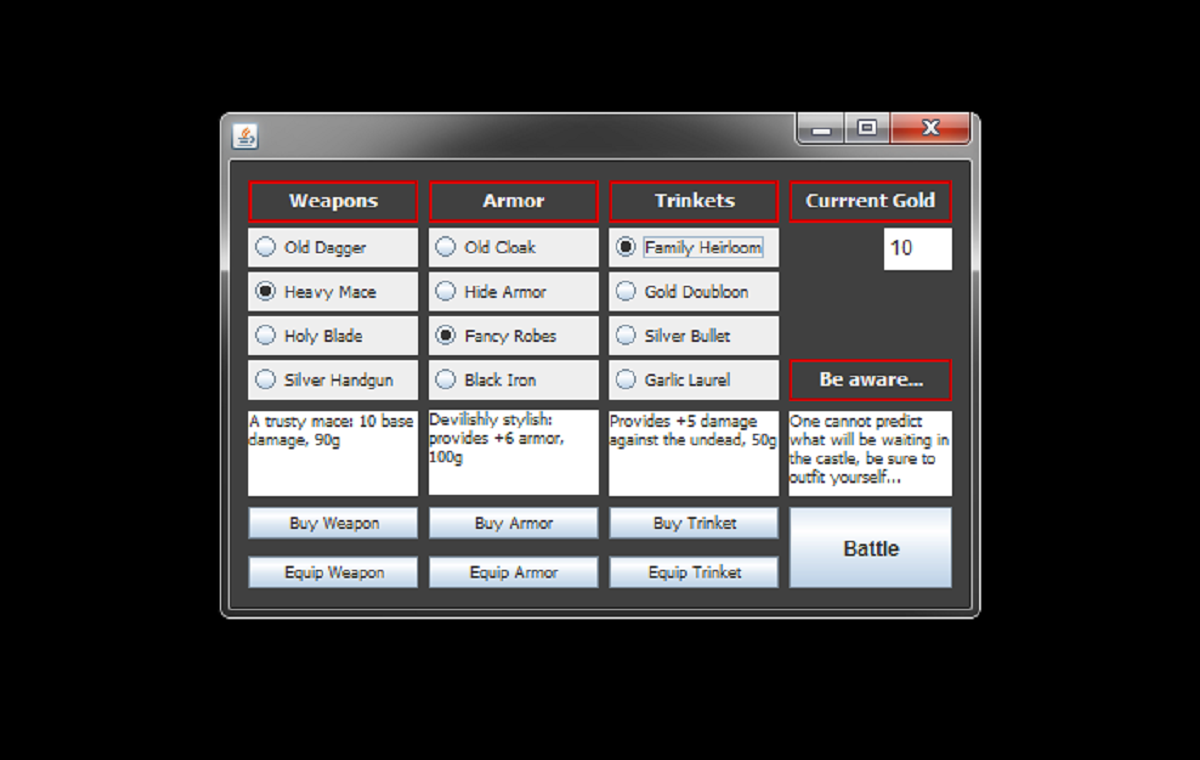 Weapons
Armor
Trinkets
Currrent Gold
Old Dagger
Old Cloak
Family Heirloom
10
Heavy Mace
Hide Armor
Gold Doubloon
Holy Blade
Fancy Robes
Silver Bullet
Silver Handgun
Black Iron
Garlic Laurel
Be aware...
A trusty mace: 10 base
damage, 90g
Devilishly stylish:
provides +6 armor,
100g
Provides +5 damage
against the undead, 50g
One cannot predict
what will be waiting in
the castle, be sure to
outfit yourself...
Buy Weapon
Buy Armor
Buy Trinket
Battle
Equip Weapon
Equip Armor
Equip Trinket